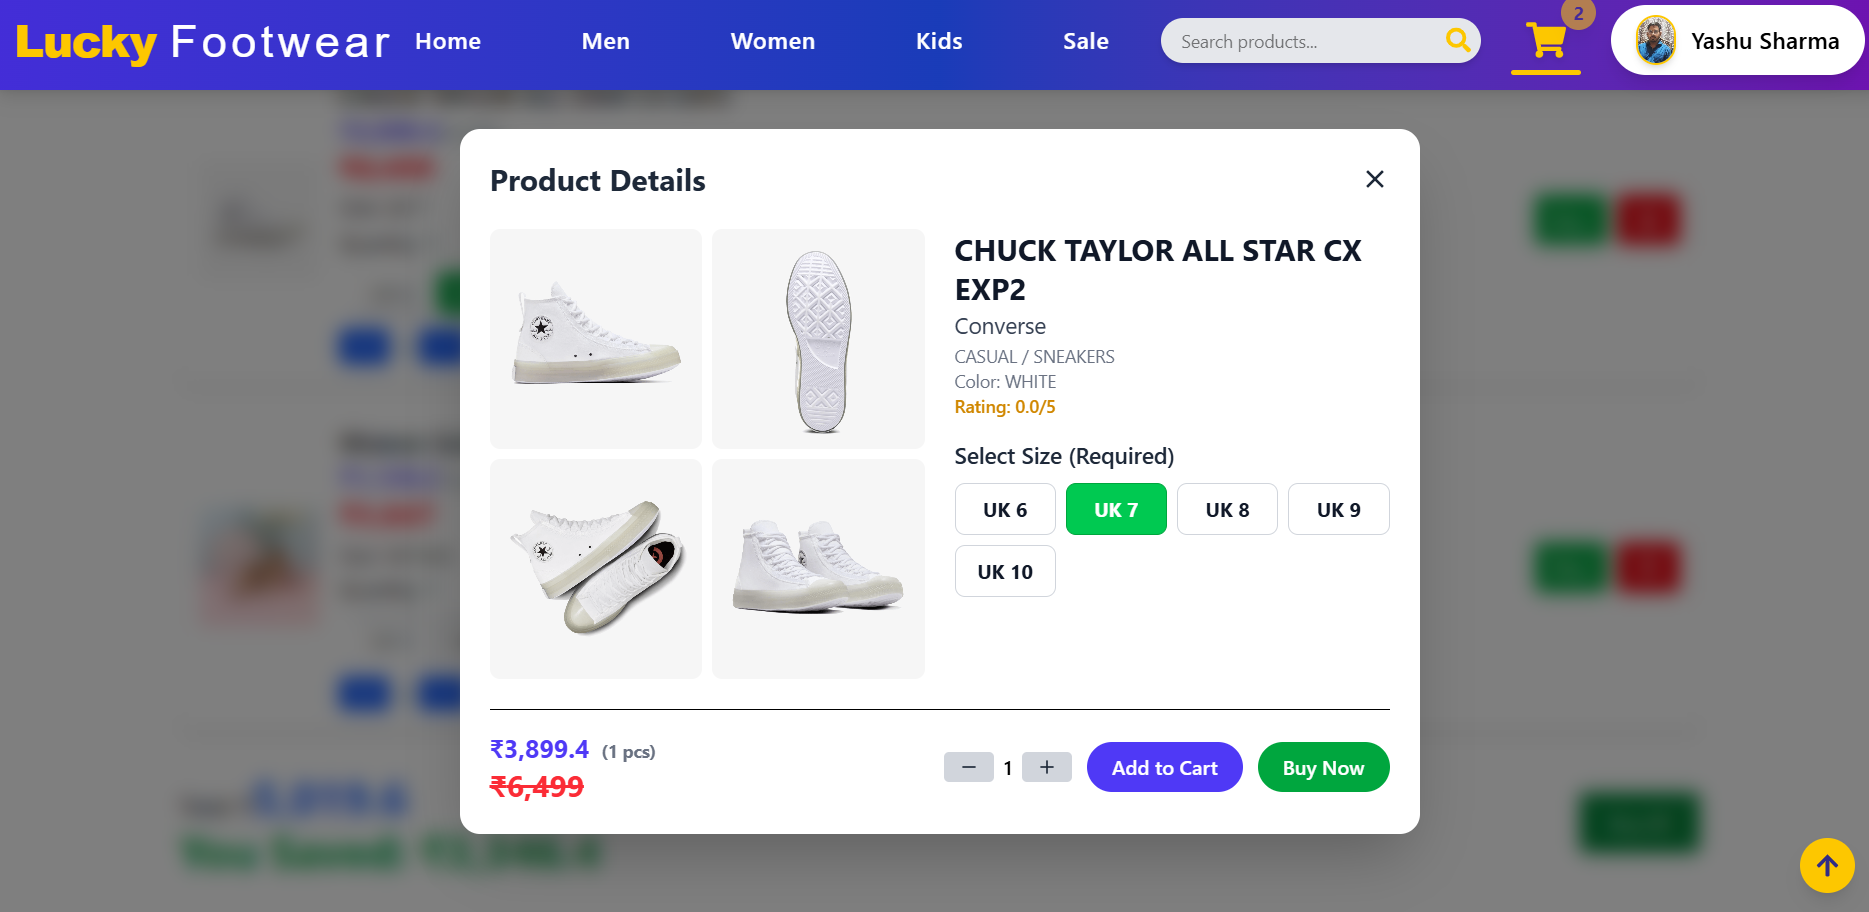 Lucky Footwear
Home
Men
Women
Kids
Sale
Search products...
2
Yashu Sharma
Product Details
CHUCK TAYLOR ALL STAR CX
EXP2
Converse
CASUAL / SNEAKERS
Color: WHITE
Rating: 0.0/5
Select Size (Required)
UK 6
UK 7
UK 8
UK 9
UK 10
₹3,899.4 (1 pcs)
₹6,499
1
Add to Cart
Buy Now